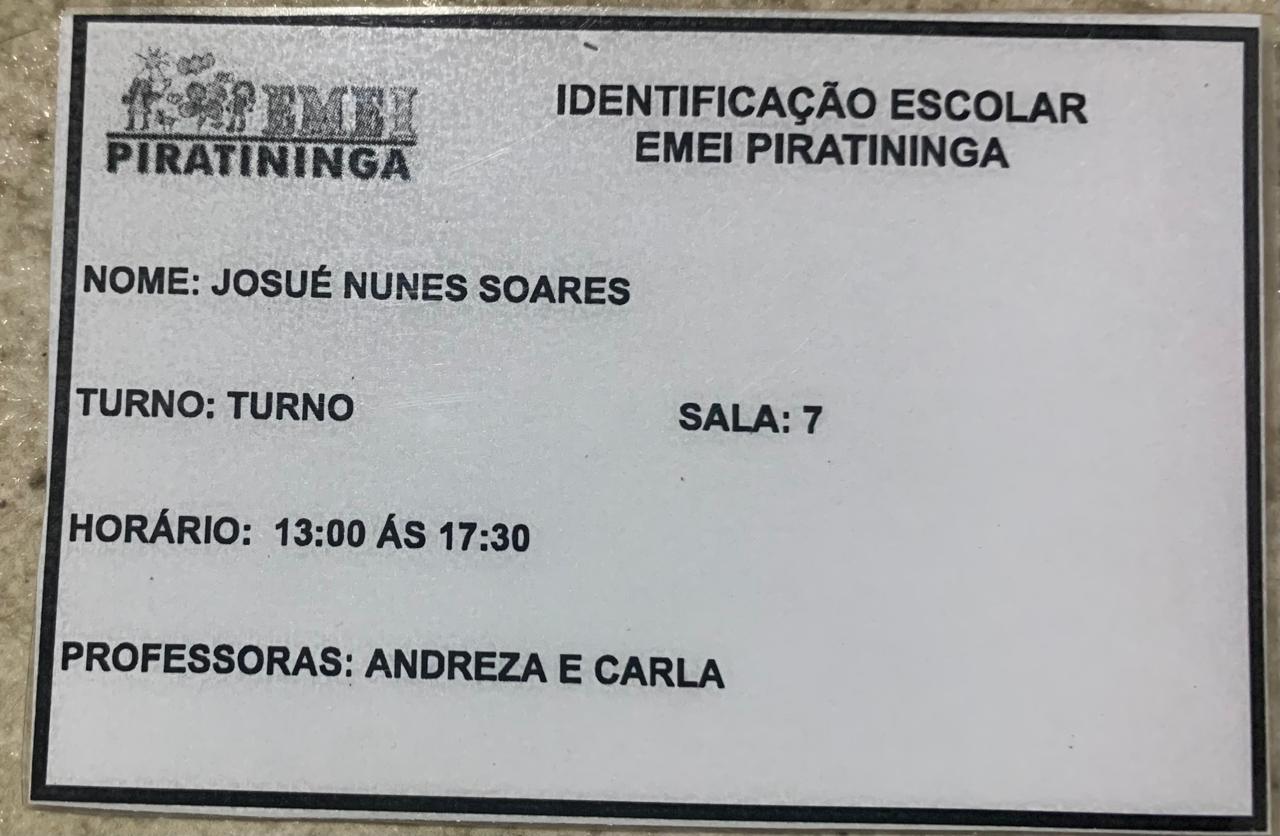 EMEI
PIRATININGA
IDENTIFICAÇÃO ESCOLAR
EMEI PIRATININGA
NOME: JOSUÉ NUNES SOARES
TURNO: TURNO
SALA: 7
HORÁRIO: 13:00 ÁS 17:30
PROFESSORAS: ANDREZA E CARLA